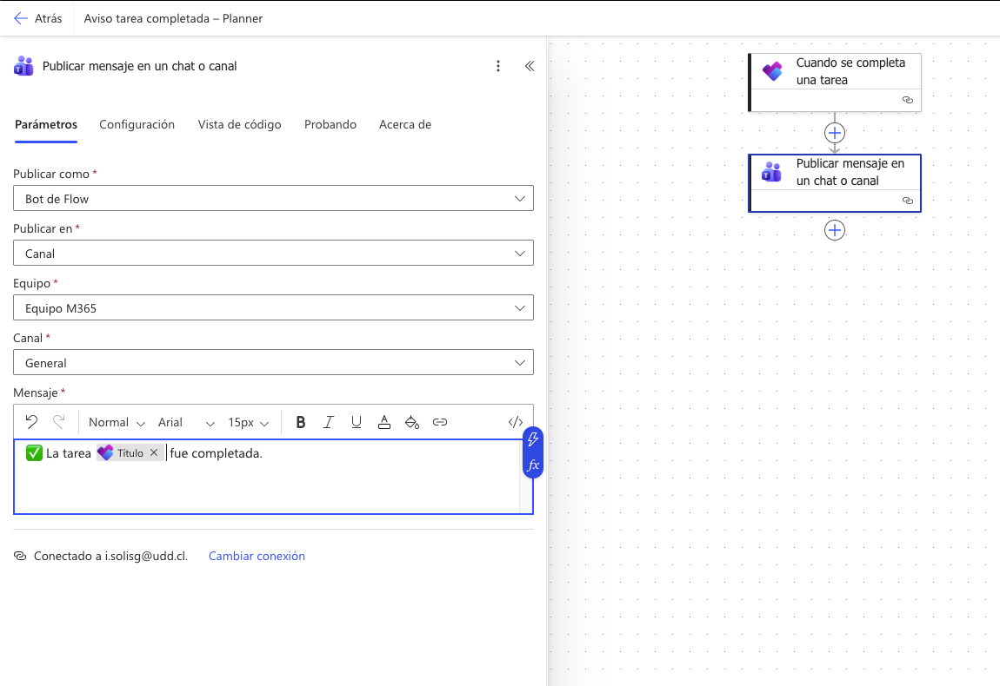 Atrás
Aviso tarea completada – Planner
Publicar mensaje en un chat o canal
Parámetros Configuración Vista de código Probando Acerca de
Publicar como *
Bot de Flow
Publicar en *
Canal
Equipo *
Equipo M365
Canal *
General
Mensaje *
Normal Arial 15px B I U A </>
✅ La tarea Título × fue completada.
fx
Conectado a i.solisg@udd.cl. Cambiar conexión
Cuando se completa
una tarea
Publicar mensaje en
un chat o canal